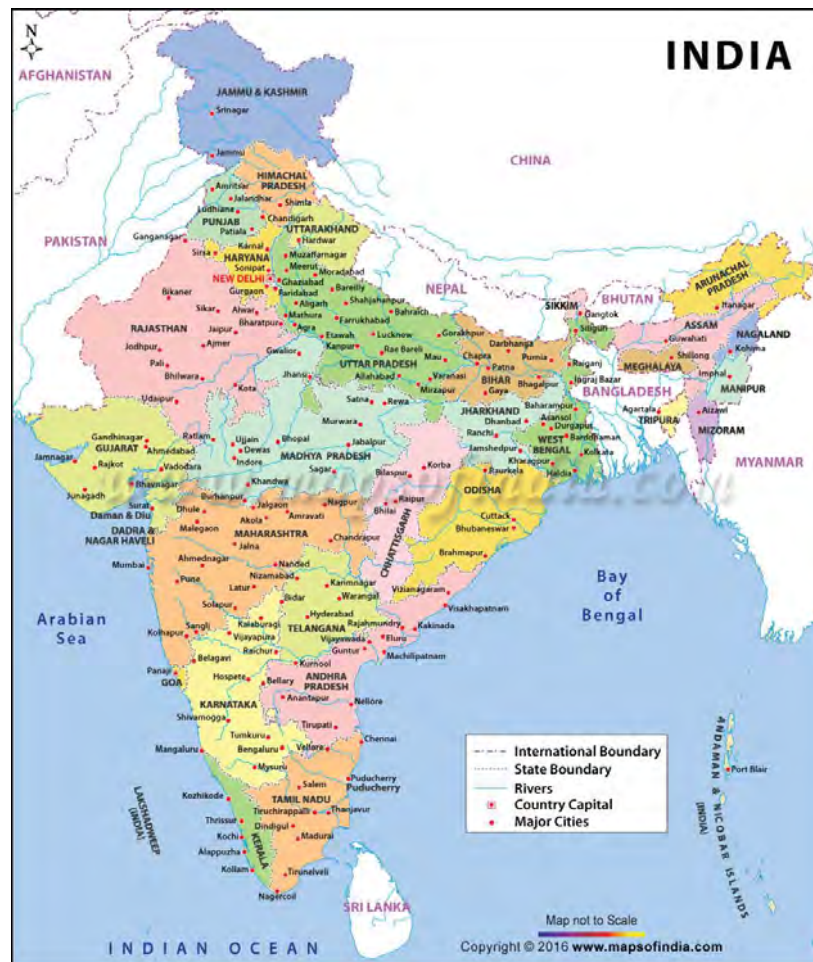 N
INDIA
AFGHANISTAN
JAMMU & KASHMIR
Srinagar
CHINA
Jammu
HIMACHAL
PRADESH
Amritsar
Jalandhar
Shimla
Ludhiana
PUNJAB
Chandigarh
Patiala
UTTARAKHAND
PAKISTAN
Ganganagar
Hardwar
Karnal
Sirsa
HARYANA
Muzaffarnagar
Sonipat
Meerut
NEW DELHI
Moradabad
Ghaziabad
Gurgaon
Faridabad
Bareilly
NEPAL
ARUNACHAL
PRADESH
Bikaner
Aligarh
Shahjahanpur
SIKKIM
BHUTAN
Itanagar
Sikar
Alwar
Mathura
Bahraich
Gangtok
RAJASTHAN
Jaipur
Bharatpur
Farrukhabad
Agra
ASSAM
Siliguri
Etawah
Lucknow
Gorakhpur
Guwahati
NAGALAND
Jodhpur
Ajmer
Kanpur
Rae Bareli
Darbhanga
Kohima
Gwalior
Mau
Chapra
Purnia
Raiganj
MEGHALAYA
Shillong
Pali
UTTAR PRADESH
Patna
Imphal
Bhilwara
Jhansi
Allahabad
Varanasi
BIHAR
Bhagalpur
Jagraj Bazar
MANIPUR
Kota
Mirzapur
Gaya
BANGLADESH
Udaipur
Satna
Rewa
JHARKHAND
Baharampur
Agartala
Aizawl
Murwara
Dhanbad
Asansol
TRIPURA
Gandhinagar
Ratlam
Ujjain
Bhopal
Jabalpur
Ranchi
Durgapur
MIZORAM
GUJARAT
Ahmedabad
Dewas
WEST
BENGAL
Barddhaman
Jamnagar
Rajkot
Vadodara
Indore
MADHYA PRADESH
Korba
Jamshedpur
Kolkata
MYANMAR
Sagar
Bilaspur
Kharagpur
Raurkela
Haldia
Junagadh
Bhavnagar
Khandwa
ODISHA
Surat
Burhanpur
Nagpur
Raipur
Daman & Diu
Dhule
Jalgaon
Bhilai
Akola
Amravati
Cuttack
DADRA &
NAGAR HAVELI
Malegaon
CHHATTISGARH
Bhubaneswar
MAHARASHTRA
Jalna
Chandrapur
Brahmapur
Mumbai
Ahmednagar
Nanded
Pune
Nizamabad
Karimnagar
Bay
of
Bengal
Latur
Warangal
Vizianagaram
Arabian
Sea
Solapur
Bidar
Visakhapatnam
Hyderabad
Kalaburagi
Rajahmundry
Kakinada
Kolhapur
Sangli
TELANGANA
Vijayapura
Vijayawada
Eluru
Raichur
Guntur
Machilipatnam
Belagavi
Kurnool
Panaji
GOA
Hospete
Bellary
ANDHRA
PRADESH
KARNATAKA
Anantapur
Nellore
Shivamogga
Tirupati
Tumkuru
Chennai
Mangaluru
Bengaluru
Vellore
Mysuru
Puducherry
Puducherry
Salem
Kozhikode
TAMIL NADU
Tiruchirappalli
Thanjavur
LAKSHADWEEP
(INDIA)
Thrissur
Dindigul
Kochi
KERALA
Madurai
Alappuzha
Kollam
Tirunelveli
Nagercoil
SRI LANKA
International Boundary
State Boundary
Rivers
Country Capital
Major Cities
Port Blair
ANDAMAN & NICOBAR ISLANDS
(INDIA)
Map not to Scale
INDIAN OCEAN
Copyright © 2016 www.mapsofindia.com